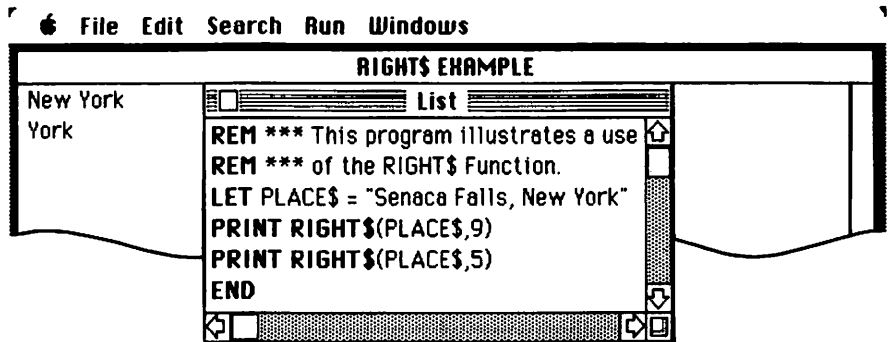 File Edit Search Run Windows
RIGHT$ EXAMPLE
New York
York
List
REM *** This program illustrates a use
REM *** of the RIGHT$ Function.
LET PLACE$ = "Senaca Falls, New York"
PRINT RIGHT$(PLACE$,9)
PRINT RIGHT$(PLACE$,5)
END